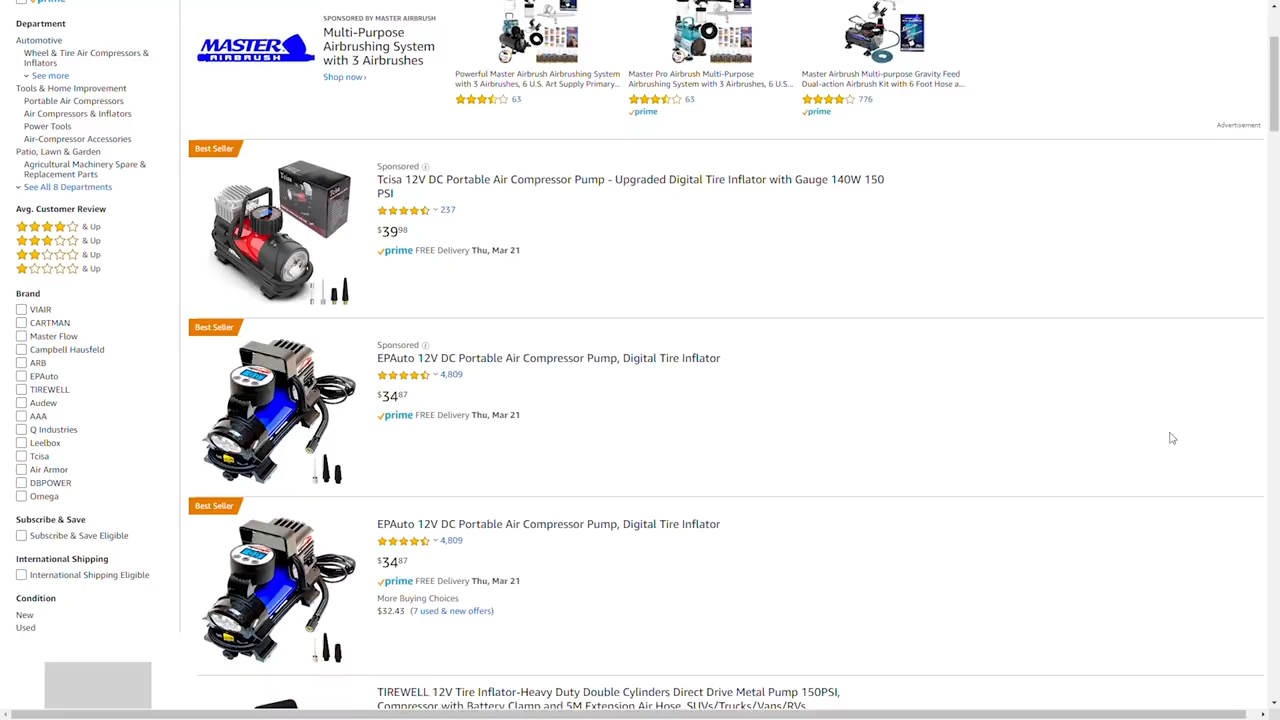 prime
Department
Automotive
Wheel & Tire Air Compressors &
Inflators
See more
Tools & Home Improvement
Portable Air Compressors
Air Compressors & Inflators
Power Tools
Air-Compressor Accessories
Patio, Lawn & Garden
Agricultural Machinery Spare &
Replacement Parts
See All 8 Departments
Avg. Customer Review
& Up
& Up
& Up
& Up
Brand
VIAIR
CARTMAN
Master Flow
Campbell Hausfeld
ARB
EPAuto
TIREWELL
Audew
AAA
Q Industries
Leelbox
Tcisa
Air Armor
DBPOWER
Omega
Subscribe & Save
Subscribe & Save Eligible
International Shipping
International Shipping Eligible
Condition
New
Used
MASTER
AIRBRUSH
SPONSORED BY MASTER AIRBRUSH
Multi-Purpose
Airbrushing System
with 3 Airbrushes
Shop now ›
Powerful Master Airbrush Airbrushing System
with 3 Airbrushes, 6 U.S. Art Supply Primary...
63
Master Pro Airbrush Multi-Purpose
Airbrushing System with 3 Airbrushes, 6 U.S...
63
prime
Master Airbrush Multi-purpose Gravity Feed
Dual-action Airbrush Kit with 6 Foot Hose a...
776
prime
Advertisement
Best Seller
Tcisa
Sponsored
Tcisa 12V DC Portable Air Compressor Pump - Upgraded Digital Tire Inflator with Gauge 140W 150
PSI
237
$39.98
prime FREE Delivery Thu, Mar 21
Best Seller
Sponsored
EPAuto 12V DC Portable Air Compressor Pump, Digital Tire Inflator
4,809
$34.87
prime FREE Delivery Thu, Mar 21
Best Seller
EPAuto 12V DC Portable Air Compressor Pump, Digital Tire Inflator
4,809
$34.87
prime FREE Delivery Thu, Mar 21
More Buying Choices
$32.43 (7 used & new offers)
TIREWELL 12V Tire Inflator-Heavy Duty Double Cylinders Direct Drive Metal Pump 150PSI,
Compressor with Battery Clamp and 5M Extension Air Hose, SUVs/Trucks/Vans/RVs